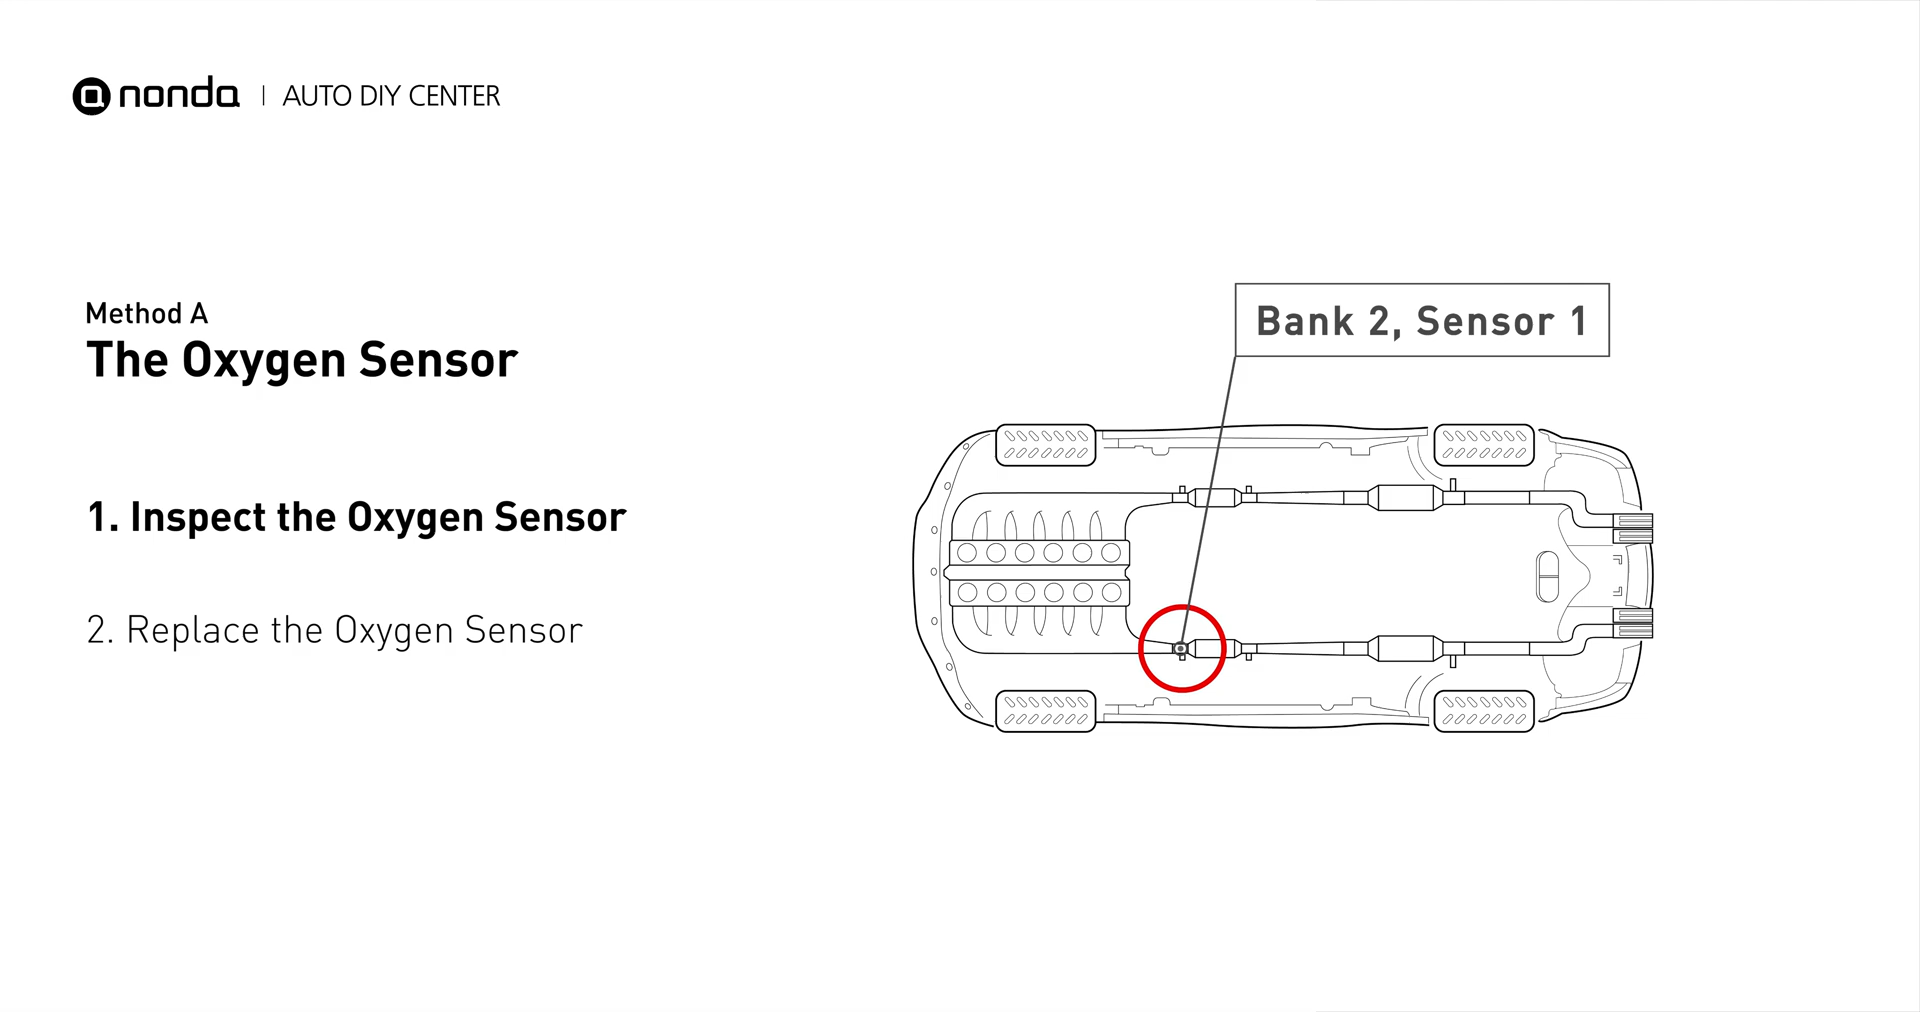 nonda | AUTO DIY CENTER
Method A
The Oxygen Sensor
1. Inspect the Oxygen Sensor
2. Replace the Oxygen Sensor
Bank 2, Sensor 1